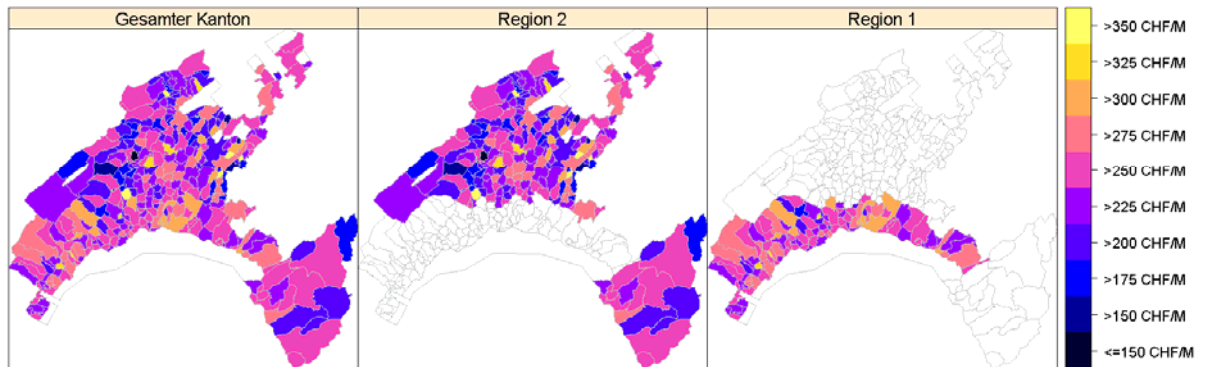 Gesamter Kanton
Region 2
Region 1
>350 CHF/M
>325 CHF/M
>300 CHF/M
>275 CHF/M
>250 CHF/M
>225 CHF/M
>200 CHF/M
>175 CHF/M
>150 CHF/M
<=150 CHF/M